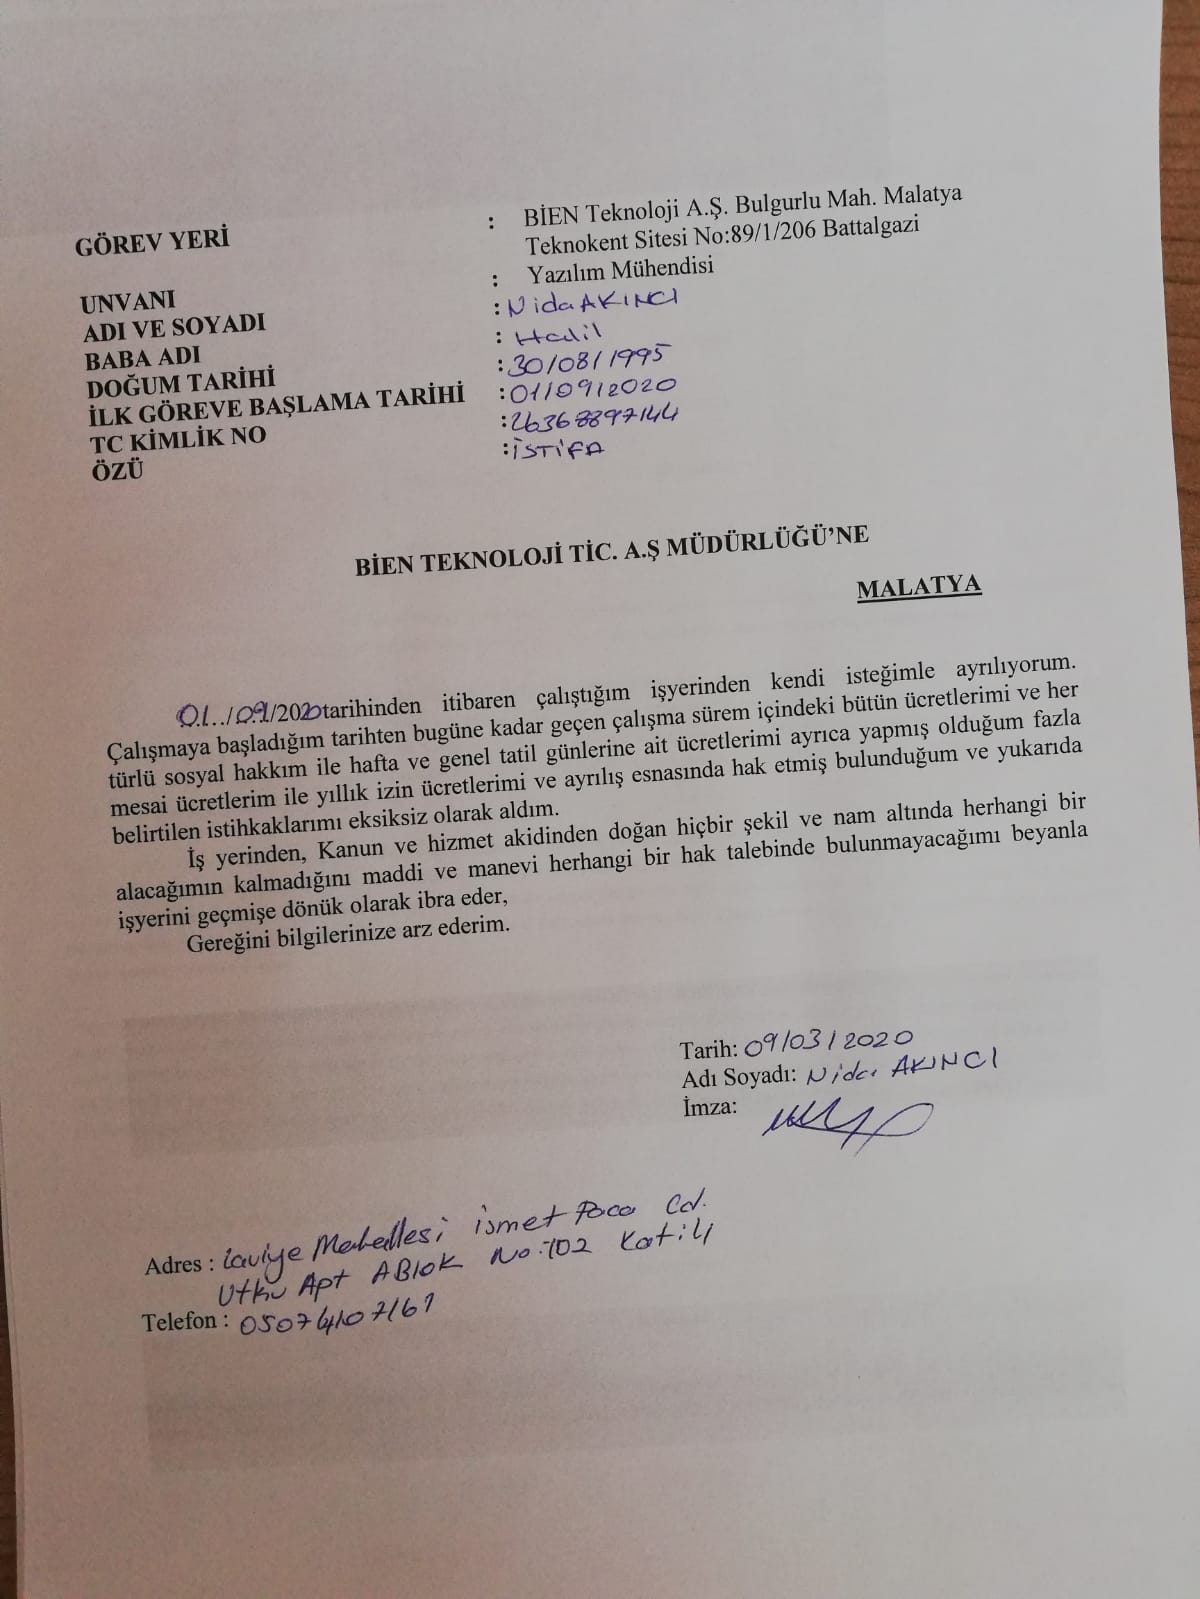 GÖREV YERİ : BİEN Teknoloji A.Ş. Bulgurlu Mah. Malatya
Teknokent Sitesi No:89/1/206 Battalgazi
UNVANI : Yazılım Mühendisi
ADI VE SOYADI : Nida AKINCI
BABA ADI : Halil
DOĞUM TARİHİ : 30/08/1995
İLK GÖREVE BAŞLAMA TARİHİ : 01/09/2020
TC KİMLİK NO : 26368897144
ÖZÜ : İSTİFA
BİEN TEKNOLOJİ TİC. A.Ş MÜDÜRLÜĞÜ'NE
MALATYA
01../09/2020 tarihinden itibaren çalıştığım işyerinden kendi isteğimle ayrılıyorum.
Çalışmaya başladığım tarihten bugüne kadar geçen çalışma sürem içindeki bütün ücretlerimi ve her
türlü sosyal hakkım ile hafta ve genel tatil günlerine ait ücretlerimi ayrıca yapmış olduğum fazla
mesai ücretlerim ile yıllık izin ücretlerimi ve ayrılış esnasında hak etmiş bulunduğum ve yukarıda
belirtilen istihkaklarımı eksiksiz olarak aldım.
İş yerinden, Kanun ve hizmet akidinden doğan hiçbir şekil ve nam altında herhangi bir
alacağımın kalmadığını maddi ve manevi herhangi bir hak talebinde bulunmayacağımı beyanla
işyerini geçmişe dönük olarak ibra eder,
Gereğini bilgilerinize arz ederim.
Tarih: 09/03/2020
Adı Soyadı: Nida AKINCI
İmza:
Adres : Mahallesi İsmet Paşa Cd.
Utku Apt A Blok No:102 Kat:4
Telefon : 05074107161